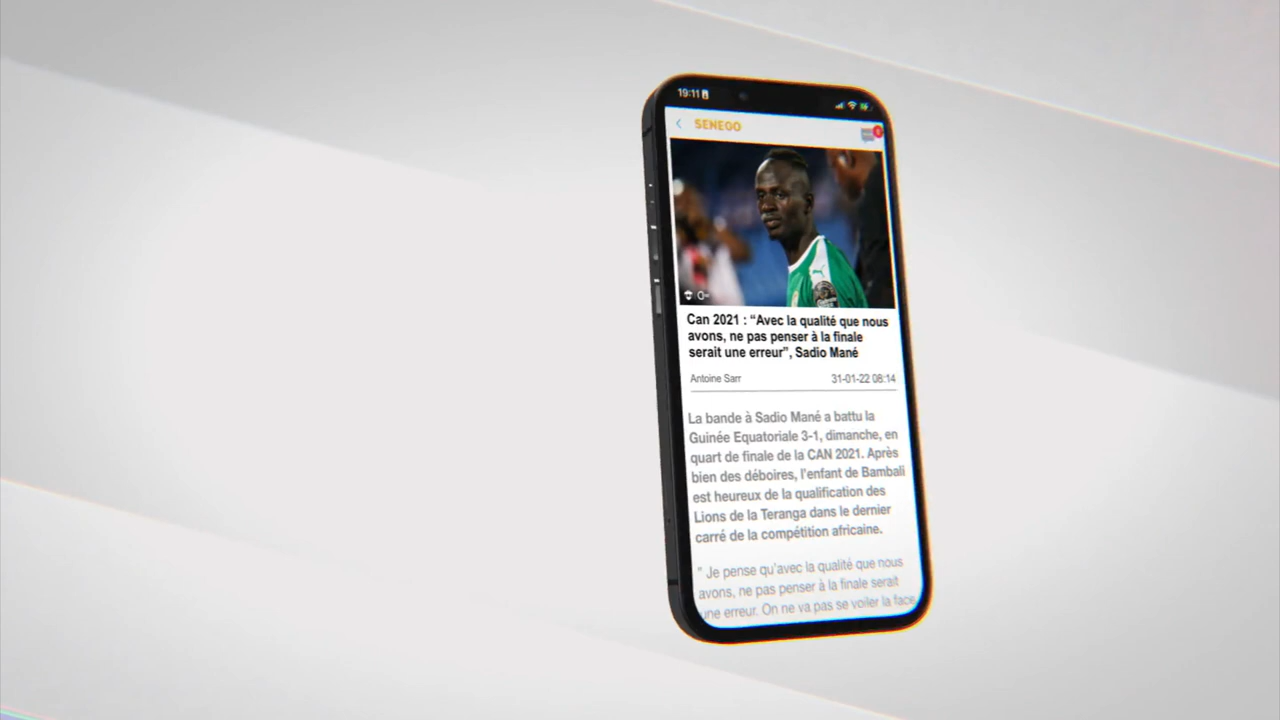 19:11
SENEGO
Can 2021 : “Avec la qualité que nous
avons, ne pas penser à la finale
serait une erreur”, Sadio Mané
Antoine Sarr 31-01-22 08:14
La bande à Sadio Mané a battu la
Guinée Equatoriale 3-1, dimanche, en
quart de finale de la CAN 2021. Après
bien des déboires, l'enfant de Bambali
est heureux de la qualification des
Lions de la Teranga dans le dernier
carré de la compétition africaine.
" Je pense qu'avec la qualité que nous
avons, ne pas penser à la finale serait
une erreur. On ne va pas se voiler la face